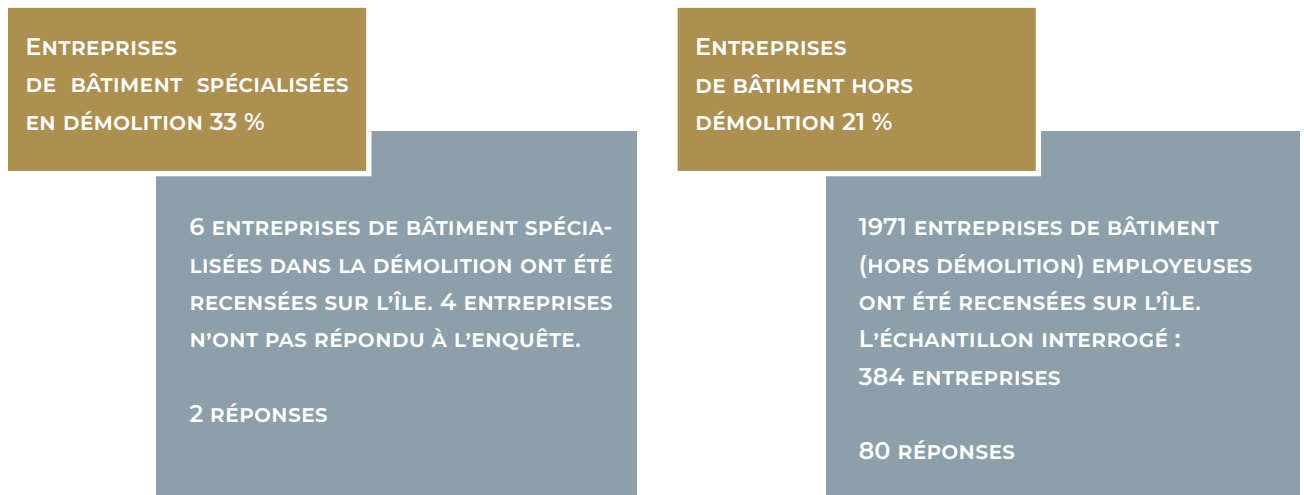 Entreprises
de bâtiment spécialisées
en démolition 33 %
6 entreprises de bâtiment spécia-
lisées dans la démolition ont été
recensées sur l'île. 4 entreprises
n'ont pas répondu à l'enquête.
2 réponses
Entreprises
de bâtiment hors
démolition 21 %
1971 entreprises de bâtiment
(hors démolition) employeuses
ont été recensées sur l'île.
L'échantillon interrogé :
384 entreprises
80 réponses